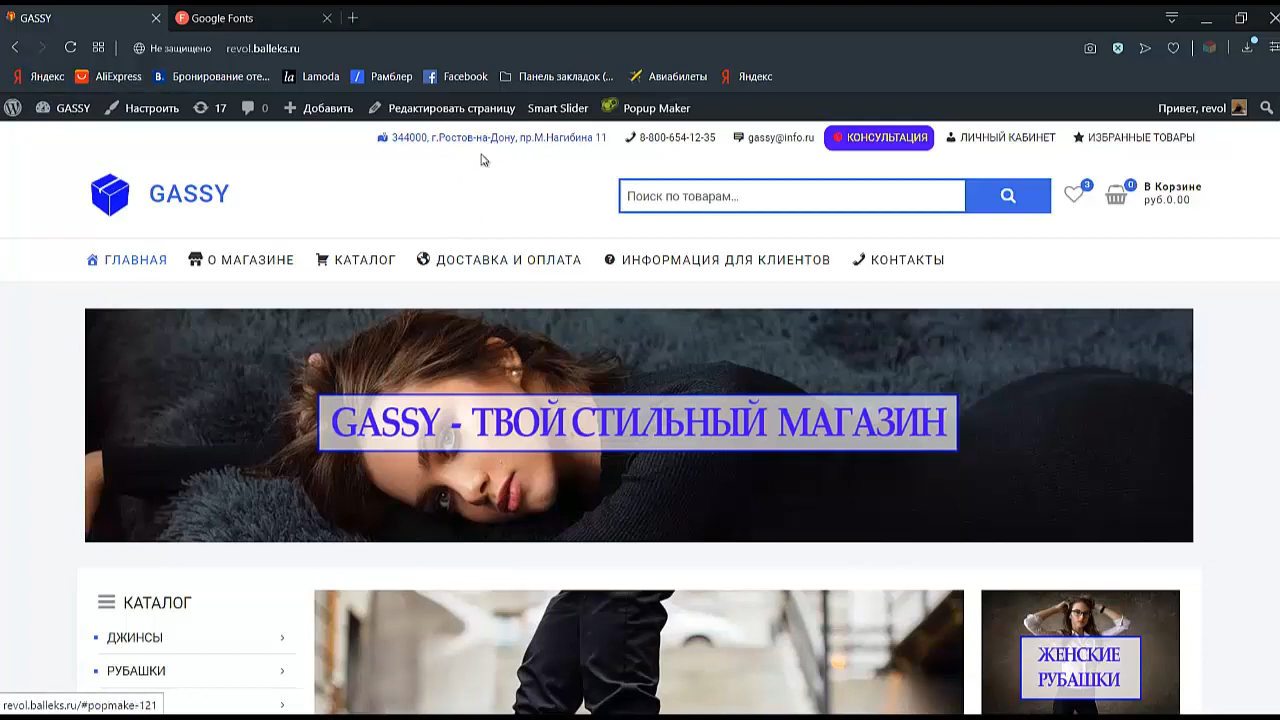 GASSY
Google Fonts
Не защищено revol.balleks.ru
Яндекс AliExpress Бронирование оте... Lamoda Рамблер Facebook Панель закладок (... Авиабилеты Яндекс
GASSY Настроить 17 0 Добавить Редактировать страницу Smart Slider Popup Maker Привет, revol
344000, г.Ростов-на-Дону, пр.М.Нагибина 11 8-800-654-12-35 gassy@info.ru КОНСУЛЬТАЦИЯ ЛИЧНЫЙ КАБИНЕТ ИЗБРАННЫЕ ТОВАРЫ
GASSY
Поиск по товарам...
3
0
В Корзине
руб.0.00
ГЛАВНАЯ О МАГАЗИНЕ КАТАЛОГ ДОСТАВКА И ОПЛАТА ИНФОРМАЦИЯ ДЛЯ КЛИЕНТОВ КОНТАКТЫ
GASSY - ТВОЙ СТИЛЬНЫЙ МАГАЗИН
КАТАЛОГ
ДЖИНСЫ
РУБАШКИ
ЖЕНСКИЕ
РУБАШКИ
revol.balleks.ru/#popmake-121